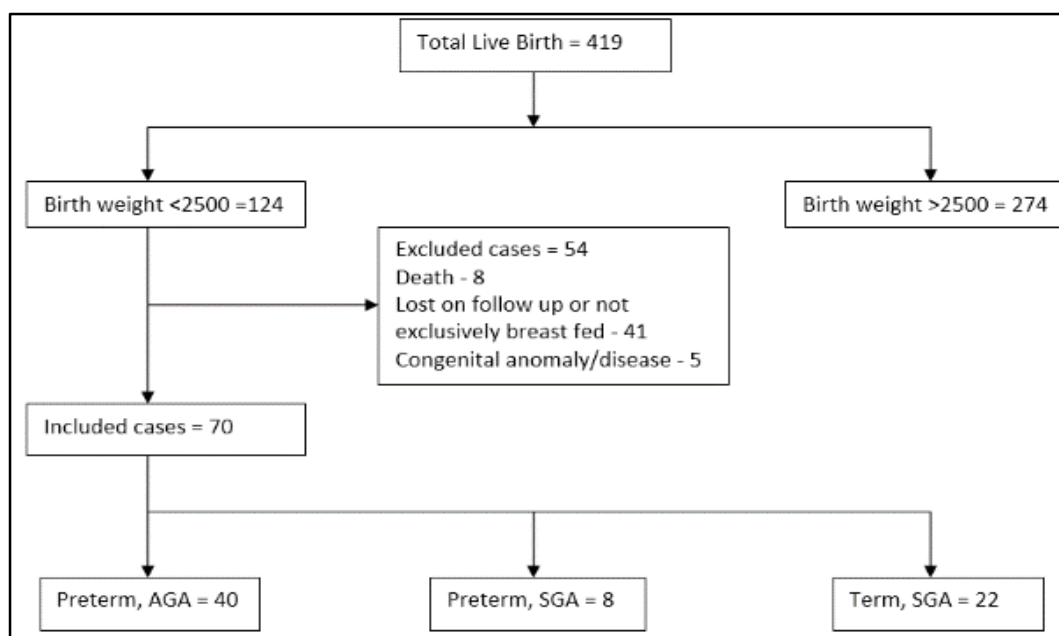 Total Live Birth = 419
Birth weight <2500 =124
Birth weight >2500 = 274
Excluded cases = 54
Death - 8
Lost on follow up or not
exclusively breast fed - 41
Congenital anomaly/disease - 5
Included cases = 70
Preterm, AGA = 40
Preterm, SGA = 8
Term, SGA = 22